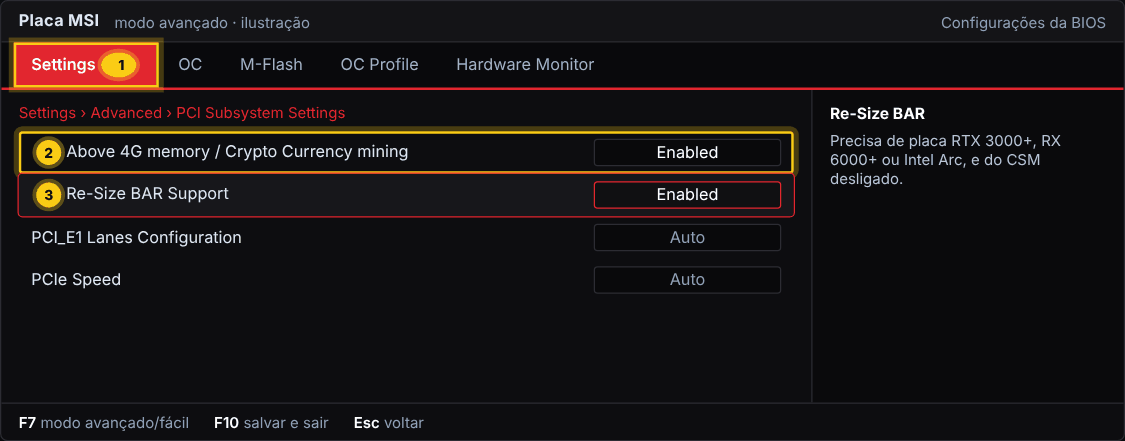 Placa MSI modo avançado · ilustração Configurações da BIOS
Settings 1 OC M-Flash OC Profile Hardware Monitor
Settings › Advanced › PCI Subsystem Settings
2 Above 4G memory / Crypto Currency mining Enabled
3 Re-Size BAR Support Enabled
PCI_E1 Lanes Configuration Auto
PCIe Speed Auto
Re-Size BAR
Precisa de placa RTX 3000+, RX
6000+ ou Intel Arc, e do CSM
desligado.
F7 modo avançado/fácil F10 salvar e sair Esc voltar